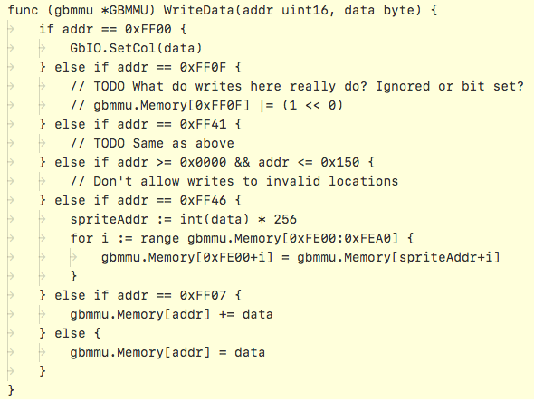 func (gbmmu *GBMMU) WriteData(addr uint16, data byte) {
    if addr == 0xFF00 {
        GbIO.SetCol(data)
    } else if addr == 0xFF0F {
        // TODO What do writes here really do? Ignored or bit set?
        // gbmmu.Memory[0xFF0F] |= (1 << 0)
    } else if addr == 0xFF41 {
        // TODO Same as above
    } else if addr >= 0x0000 && addr <= 0x150 {
        // Don't allow writes to invalid locations
    } else if addr == 0xFF46 {
        spriteAddr := int(data) * 256
        for i := range gbmmu.Memory[0xFE00:0xFEA0] {
            gbmmu.Memory[0xFE00+i] = gbmmu.Memory[spriteAddr+i]
        }
    } else if addr == 0xFF07 {
        gbmmu.Memory[addr] += data
    } else {
        gbmmu.Memory[addr] = data
    }
}